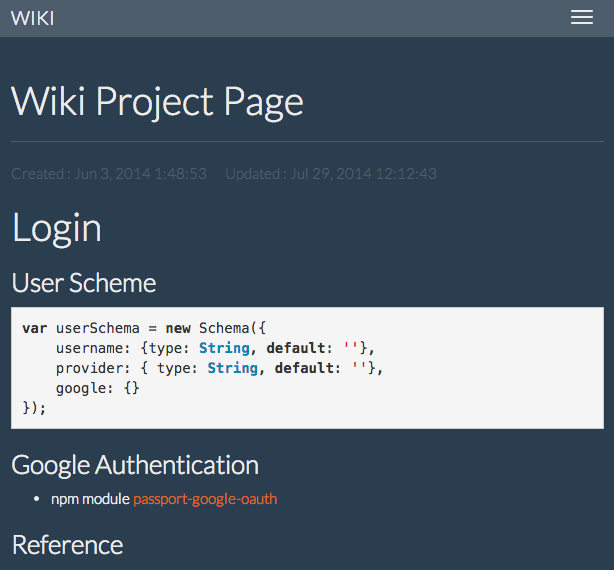 WIKI
Wiki Project Page
Created : Jun 3, 2014 1:48:53 Updated : Jul 29, 2014 12:12:43
Login
User Scheme
var userSchema = new Schema({
    username: {type: String, default: ''},
    provider: { type: String, default: ''},
    google: {}
});
Google Authentication
• npm module passport-google-oauth
Reference